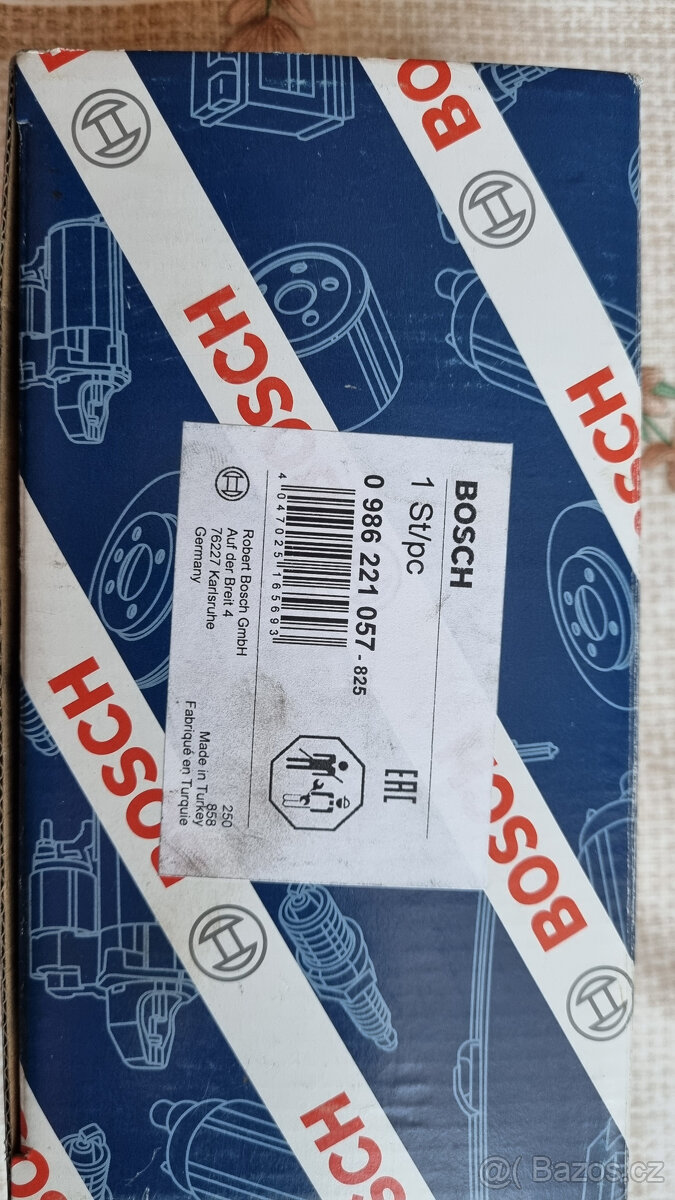 BOSCH
BOSCH
BOSCH
BOSCH
BOSCH
BOSCH
BOSCH
1 St/pc
0 986 221 057 - 825
4 047025 165693
Robert Bosch GmbH
Auf der Breit 4
76227 Karlsruhe
Germany
EAC
250
858
Made in Turkey
Fabriqué en Turquie
BOSCH
@ Bazos.cz